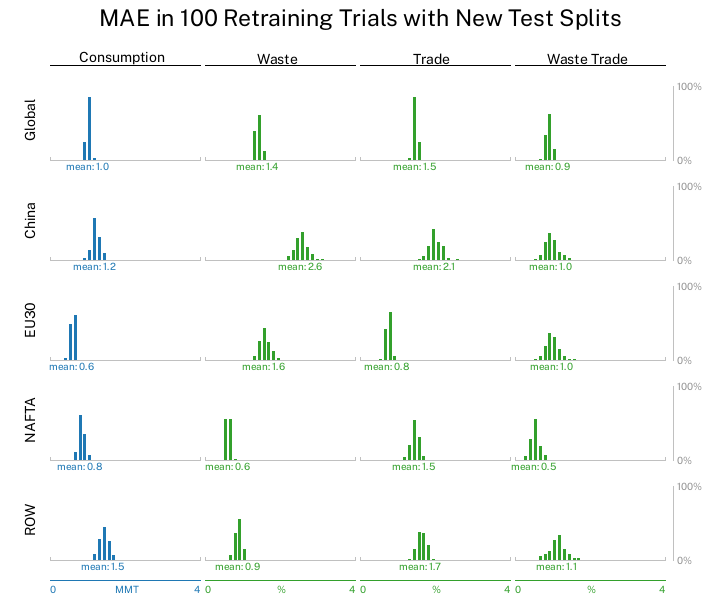 MAE in 100 Retraining Trials with New Test Splits
Consumption Waste Trade Waste Trade
Global
100%
0%
mean: 1.0 mean: 1.4 mean: 1.5 mean: 0.9
China
100%
0%
mean: 1.2 mean: 2.6 mean: 2.1 mean: 1.0
EU30
100%
0%
mean: 0.6 mean: 1.6 mean: 0.8 mean: 1.0
NAFTA
100%
0%
mean: 0.8 mean: 0.6 mean: 1.5 mean: 0.5
ROW
100%
0%
mean: 1.5 mean: 0.9 mean: 1.7 mean: 1.1
0 MMT 4 0 % 4 0 % 4 0 % 4